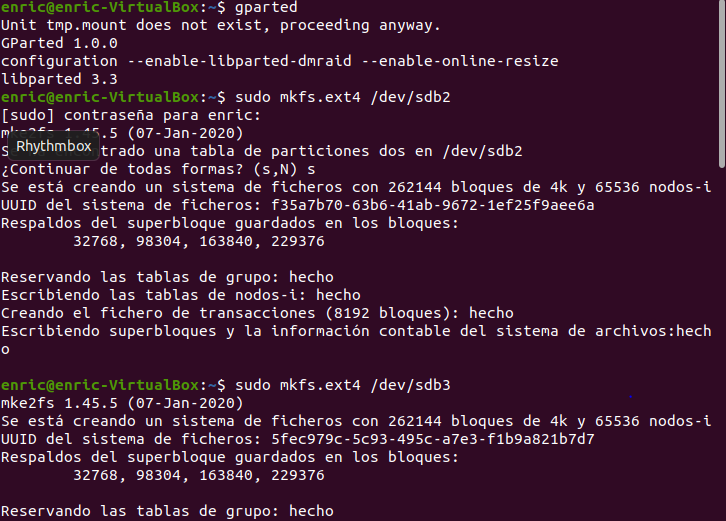 enric@enric-VirtualBox:~$ gparted
Unit tmp.mount does not exist, proceeding anyway.
GParted 1.0.0
configuration --enable-libparted-dmraid --enable-online-resize
libparted 3.3
enric@enric-VirtualBox:~$ sudo mkfs.ext4 /dev/sdb2
[sudo] contraseña para enric:
mke2fs 1.45.5 (07-Jan-2020)
Rhythmbox
trado una tabla de particiones dos en /dev/sdb2
¿Continuar de todas formas? (s,N) s
Se está creando un sistema de ficheros con 262144 bloques de 4k y 65536 nodos-i
UUID del sistema de ficheros: f35a7b70-63b6-41ab-9672-1ef25f9aee6a
Respaldos del superbloque guardados en los bloques:
32768, 98304, 163840, 229376
Reservando las tablas de grupo: hecho
Escribiendo las tablas de nodos-i: hecho
Creando el fichero de transacciones (8192 bloques): hecho
Escribiendo superbloques y la información contable del sistema de archivos:hech
o
enric@enric-VirtualBox:~$ sudo mkfs.ext4 /dev/sdb3
mke2fs 1.45.5 (07-Jan-2020)
Se está creando un sistema de ficheros con 262144 bloques de 4k y 65536 nodos-i
UUID del sistema de ficheros: 5fec979c-5c93-495c-a7e3-f1b9a821b7d7
Respaldos del superbloque guardados en los bloques:
32768, 98304, 163840, 229376
Reservando las tablas de grupo: hecho